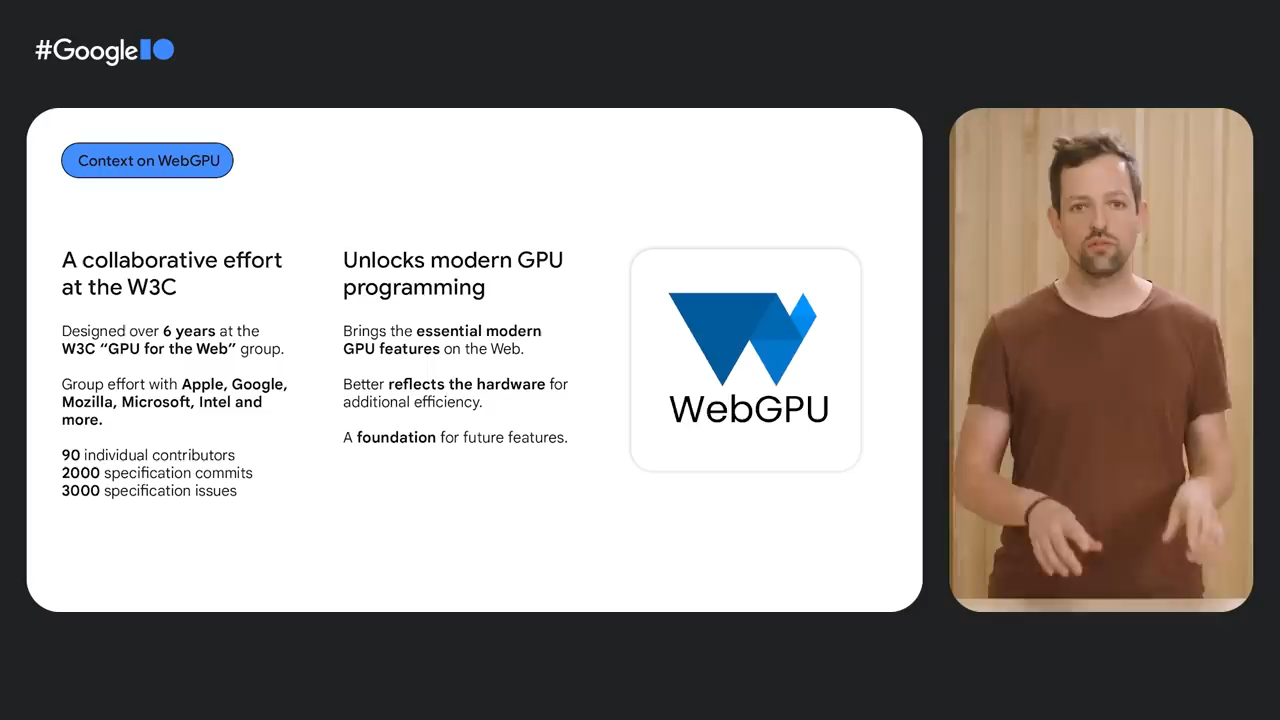 #GoogleIO
Context on WebGPU
A collaborative effort
at the W3C
Designed over 6 years at the
W3C “GPU for the Web” group.
Group effort with Apple, Google,
Mozilla, Microsoft, Intel and
more.
90 individual contributors
2000 specification commits
3000 specification issues
Unlocks modern GPU
programming
Brings the essential modern
GPU features on the Web.
Better reflects the hardware for
additional efficiency.
A foundation for future features.
WebGPU